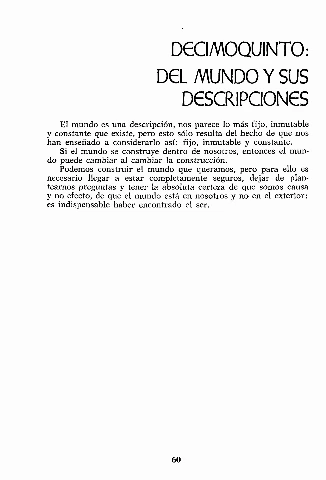 DECIMOQUINTO:
DEL MUNDO Y SUS
DESCRIPCIONES
El mundo es una descripción, nos parece lo más fijo, inmutable
y constante que existe, pero esto sólo resulta del hecho de que nos
han enseñado a considerarlo así: fijo, inmutable y constante.
Si el mundo se construye dentro de nosotros, entonces el mun-
do puede cambiar al cambiar la construcción.
Podemos construir el mundo que queramos, pero para ello es
necesario llegar a estar completamente seguros, dejar de plan-
tearnos preguntas y tener la absoluta certeza de que somos causa
y no efecto, de que el mundo está en nosotros y no en el exterior:
es indispensable haber encontrado el ser.
60